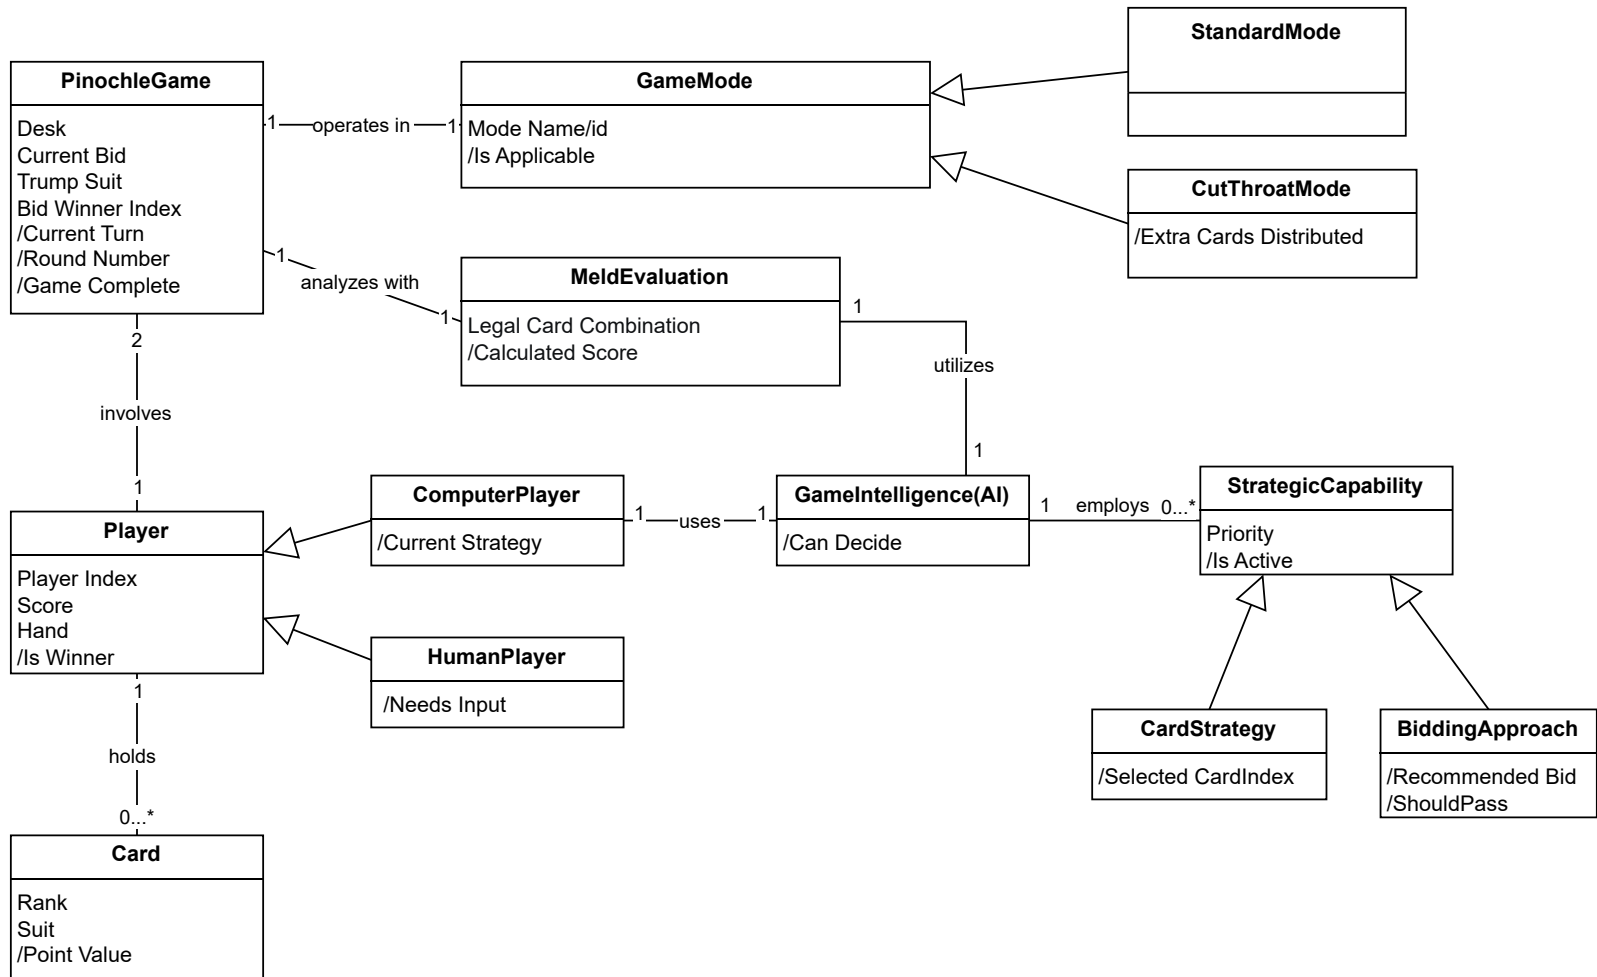 StandardMode
PinochleGame
Desk
Current Bid
Trump Suit
Bid Winner Index
/Current Turn
/Round Number
/Game Complete
1
operates in
1
GameMode
Mode Name/id
/Is Applicable
CutThroatMode
/Extra Cards Distributed
1
analyzes with
1
MeldEvaluation
Legal Card Combination
/Calculated Score
1
utilizes
1
2
involves
1
Player
Player Index
Score
Hand
/Is Winner
ComputerPlayer
/Current Strategy
1
uses
1
GameIntelligence(AI)
/Can Decide
1
employs
0...*
StrategicCapability
Priority
/Is Active
HumanPlayer
/Needs Input
CardStrategy
/Selected CardIndex
BiddingApproach
/Recommended Bid
/ShouldPass
1
holds
0...*
Card
Rank
Suit
/Point Value